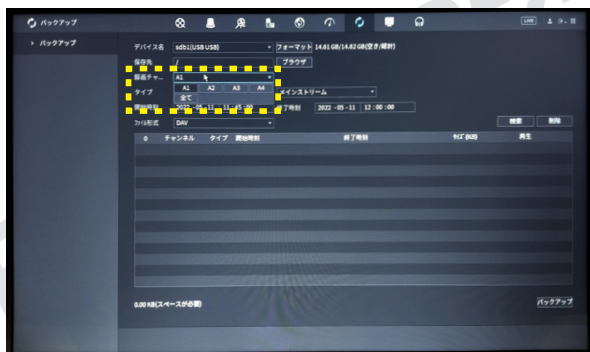 バックアップ
LIVE
> バックアップ
デバイス名 sdb1(USB USB) フォーマット 14.61 GB/14.62 GB(空き/総計)
保存先 / ブラウザ
録画チャ... A1
A1 A2 A3 A4
全て
タイプ メインストリーム
開始時刻 2022 -05 -11 11 :45 :00 終了時刻 2022 -05 -11 12 :00 :00
ファイル形式 DAV
検索 削除
0 チャンネル タイプ 開始時刻 終了時刻 サイズ (KB) 再生
0.00 KB(スペースが必要)
バックアップ